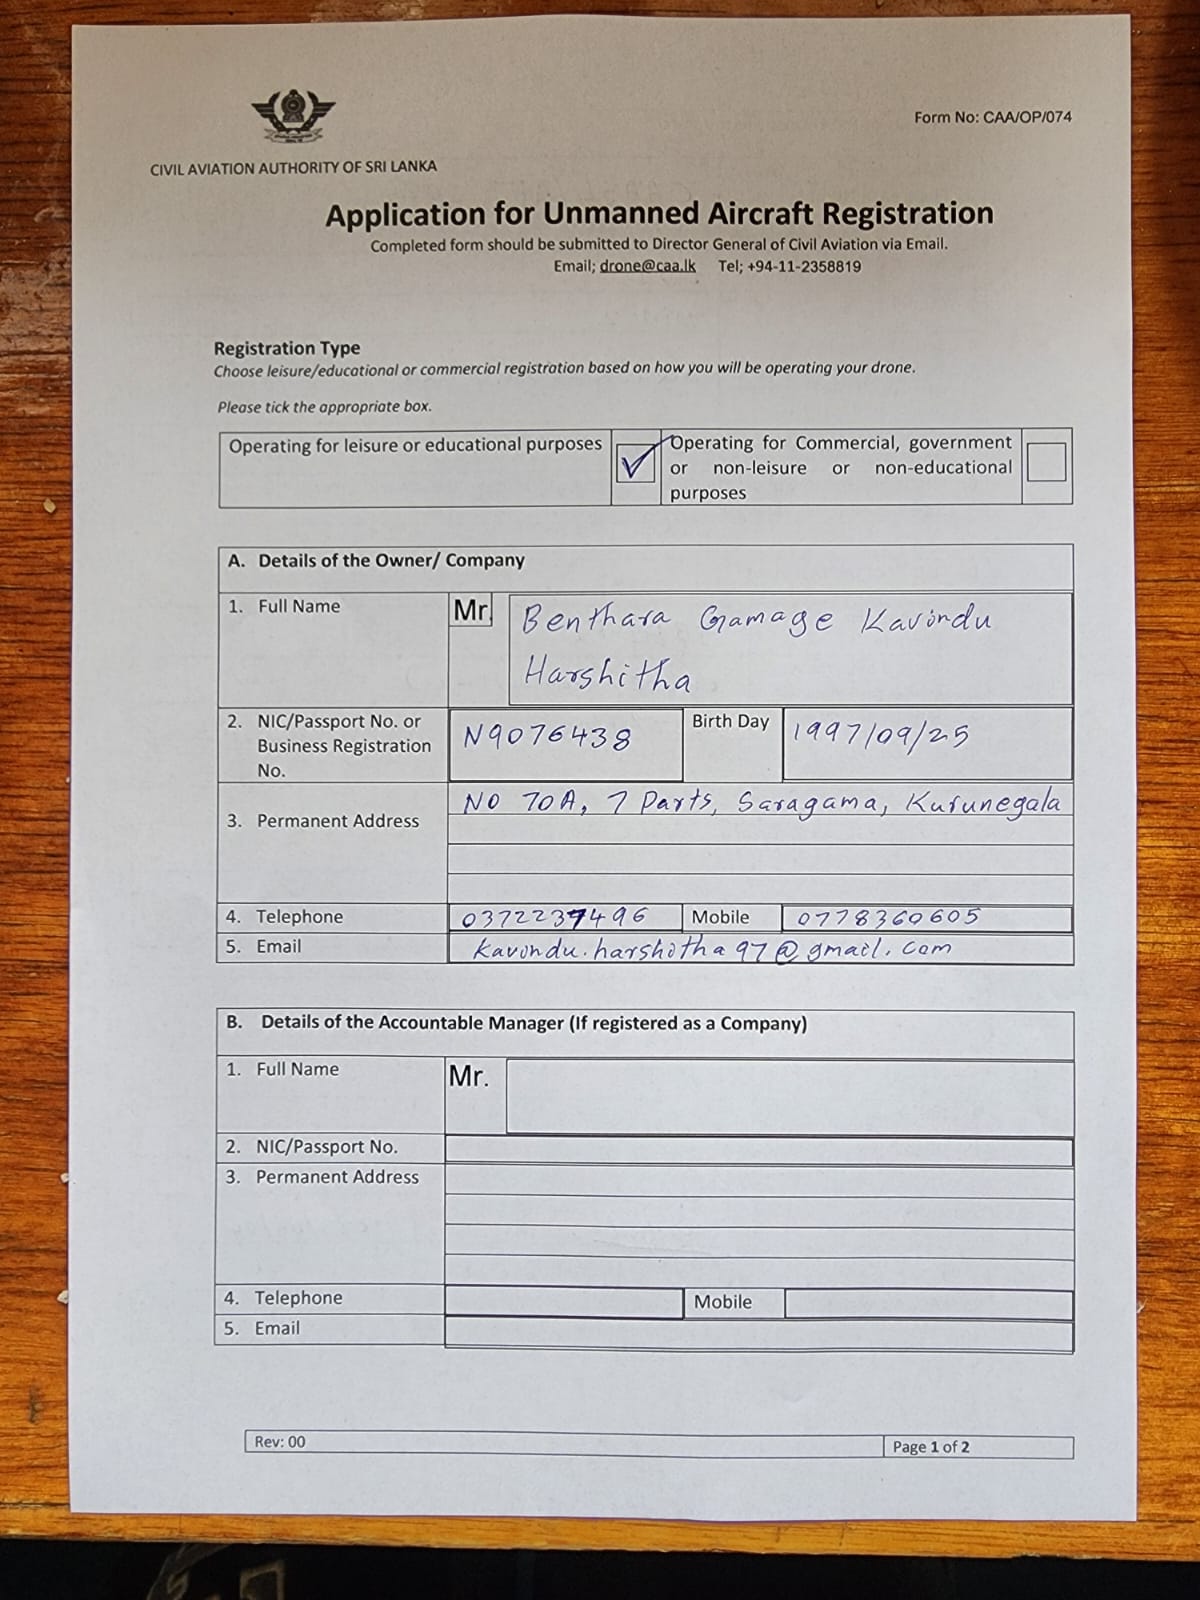 Form No: CAA/OP/074
CIVIL AVIATION AUTHORITY OF SRI LANKA
Application for Unmanned Aircraft Registration
Completed form should be submitted to Director General of Civil Aviation via Email.
Email; drone@caa.lk Tel; +94-11-2358819
Registration Type
Choose leisure/educational or commercial registration based on how you will be operating your drone.
Please tick the appropriate box.
Operating for leisure or educational purposes ✓
Operating for Commercial, government
or non-leisure or non-educational
purposes
A. Details of the Owner/ Company
1. Full Name Mr. Benthara Gamage Kavindu
Harshitha
2. NIC/Passport No. or
Business Registration
No.
N9076438
Birth Day 1997/09/25
3. Permanent Address
No 70A, 7 Parts, Saragama, Kurunegala
4. Telephone 0372237496 Mobile 0778360605
5. Email kavindu.harshitha97@gmail.com
B. Details of the Accountable Manager (If registered as a Company)
1. Full Name Mr.
2. NIC/Passport No.
3. Permanent Address
4. Telephone Mobile
5. Email
Rev: 00 Page 1 of 2